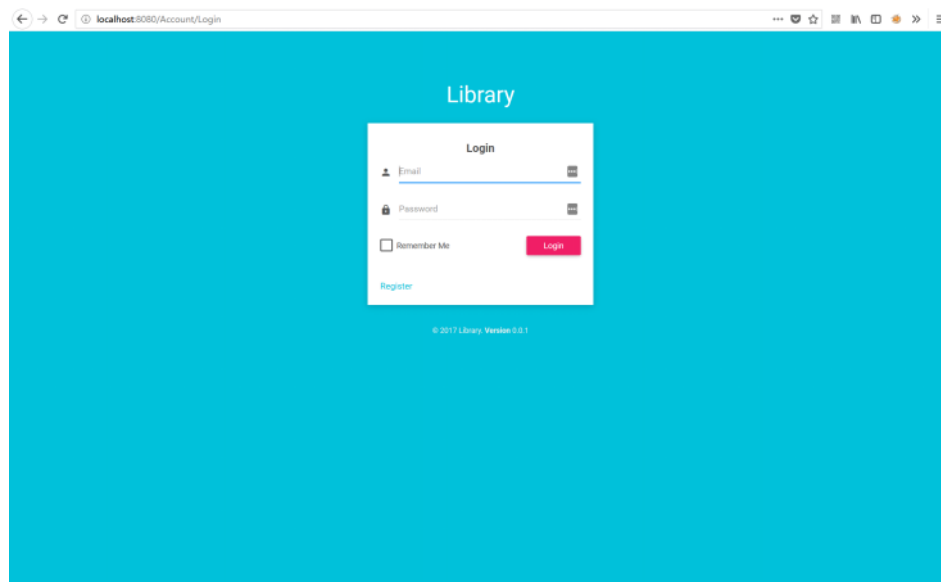 localhost:8080/Account/Login
Library
Login
Email
Password
Remember Me
Login
Register
© 2017 Library, Version 0.0.1